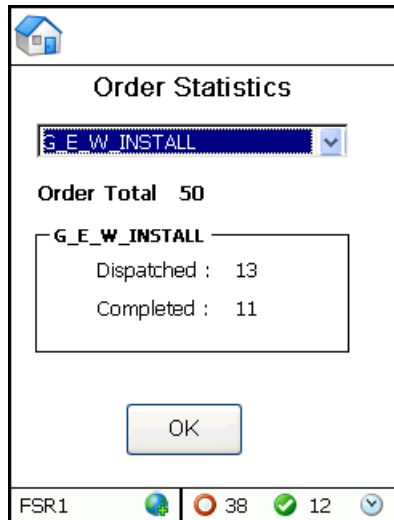 Order Statistics
G_E_W_INSTALL
Order Total 50
G_E_W_INSTALL
Dispatched : 13
Completed : 11
OK
FSR1 38 12